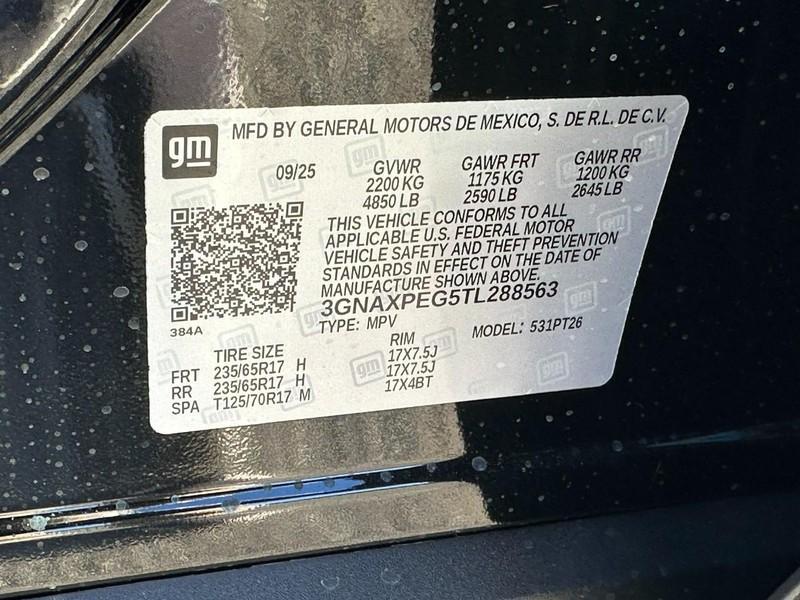 gm MFD BY GENERAL MOTORS DE MEXICO, S. DE R.L. DE C.V.
09/25 GVWR GAWR FRT GAWR RR
2200 KG 1175 KG 1200 KG
4850 LB 2590 LB 2645 LB
THIS VEHICLE CONFORMS TO ALL
APPLICABLE U.S. FEDERAL MOTOR
VEHICLE SAFETY AND THEFT PREVENTION
STANDARDS IN EFFECT ON THE DATE OF
MANUFACTURE SHOWN ABOVE.
3GNAXPEG5TL288563
384A
TYPE: MPV MODEL: 531PT26
TIRE SIZE RIM
FRT 235/65R17 H 17X7.5J
RR 235/65R17 H 17X7.5J
SPA T125/70R17 M 17X4BT